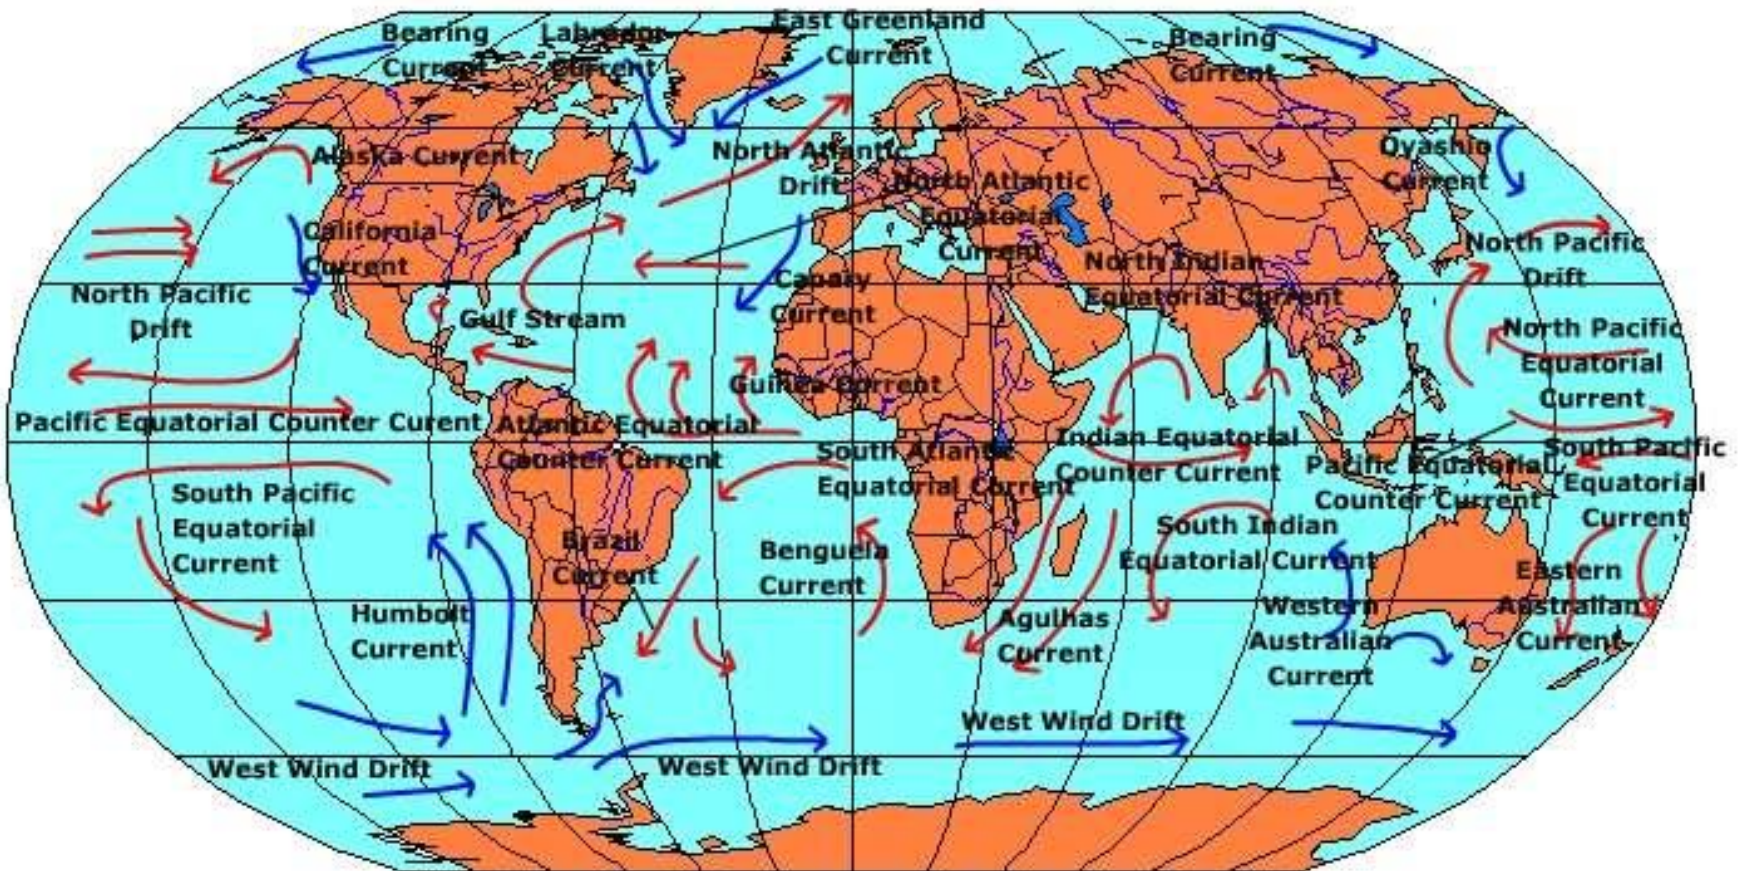 Bearing
Current
Labrador
Current
East Greenland
Current
Bearing
Current
Alaska Current
North Atlantic
Drift
Oyashio
Current
North Atlantic
Equatorial
Current
California
Current
North Pacific
Drift
North Indian
Equatorial Current
North Pacific
Drift
Canary
Current
Gulf Stream
North Pacific
Equatorial
Current
Guinea Current
Pacific Equatorial Counter Curent
Atlantic Equatorial
Counter Current
South Atlantic
Equatorial Corrent
Indian Equatorial
Counter Current
Pacific Equatorial
Counter Current
South Pacific
Equatorial
Current
South Pacific
Equatorial
Current
Brazil
Current
Benguela
Current
South Indian
Equatorial Current
Humbolt
Current
Agulhas
Current
Western
Australian
Current
Eastern
Australian
Current
West Wind Drift
West Wind Drift
West Wind Drift